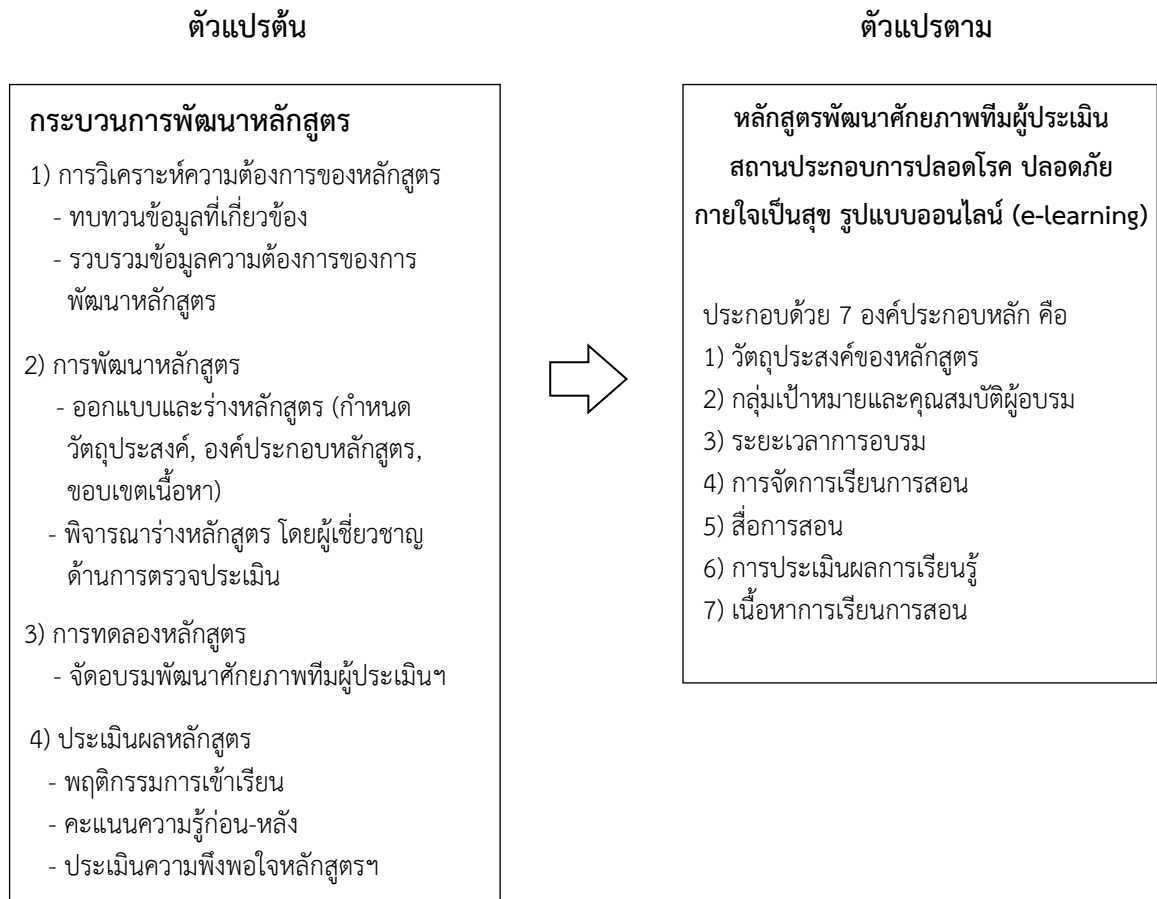 ตัวแปรต้น
ตัวแปรตาม
กระบวนการพัฒนาหลักสูตร
1) การวิเคราะห์ความต้องการของหลักสูตร
- ทบทวนข้อมูลที่เกี่ยวข้อง
- รวบรวมข้อมูลความต้องการของการ
พัฒนาหลักสูตร
2) การพัฒนาหลักสูตร
- ออกแบบและร่างหลักสูตร (กำหนด
วัตถุประสงค์, องค์ประกอบหลักสูตร,
ขอบเขตเนื้อหา)
- พิจารณาร่างหลักสูตร โดยผู้เชี่ยวชาญ
ด้านการตรวจประเมิน
3) การทดลองหลักสูตร
- จัดอบรมพัฒนาศักยภาพทีมผู้ประเมินฯ
4) ประเมินผลหลักสูตร
- พฤติกรรมการเข้าเรียน
- คะแนนความรู้ก่อน-หลัง
- ประเมินความพึงพอใจหลักสูตรฯ
หลักสูตรพัฒนาศักยภาพทีมผู้ประเมิน
สถานประกอบการปลอดโรค ปลอดภัย
กายใจเป็นสุข รูปแบบออนไลน์ (e-learning)
ประกอบด้วย 7 องค์ประกอบหลัก คือ
1) วัตถุประสงค์ของหลักสูตร
2) กลุ่มเป้าหมายและคุณสมบัติผู้อบรม
3) ระยะเวลาการอบรม
4) การจัดการเรียนการสอน
5) สื่อการสอน
6) การประเมินผลการเรียนรู้
7) เนื้อหาการเรียนการสอน